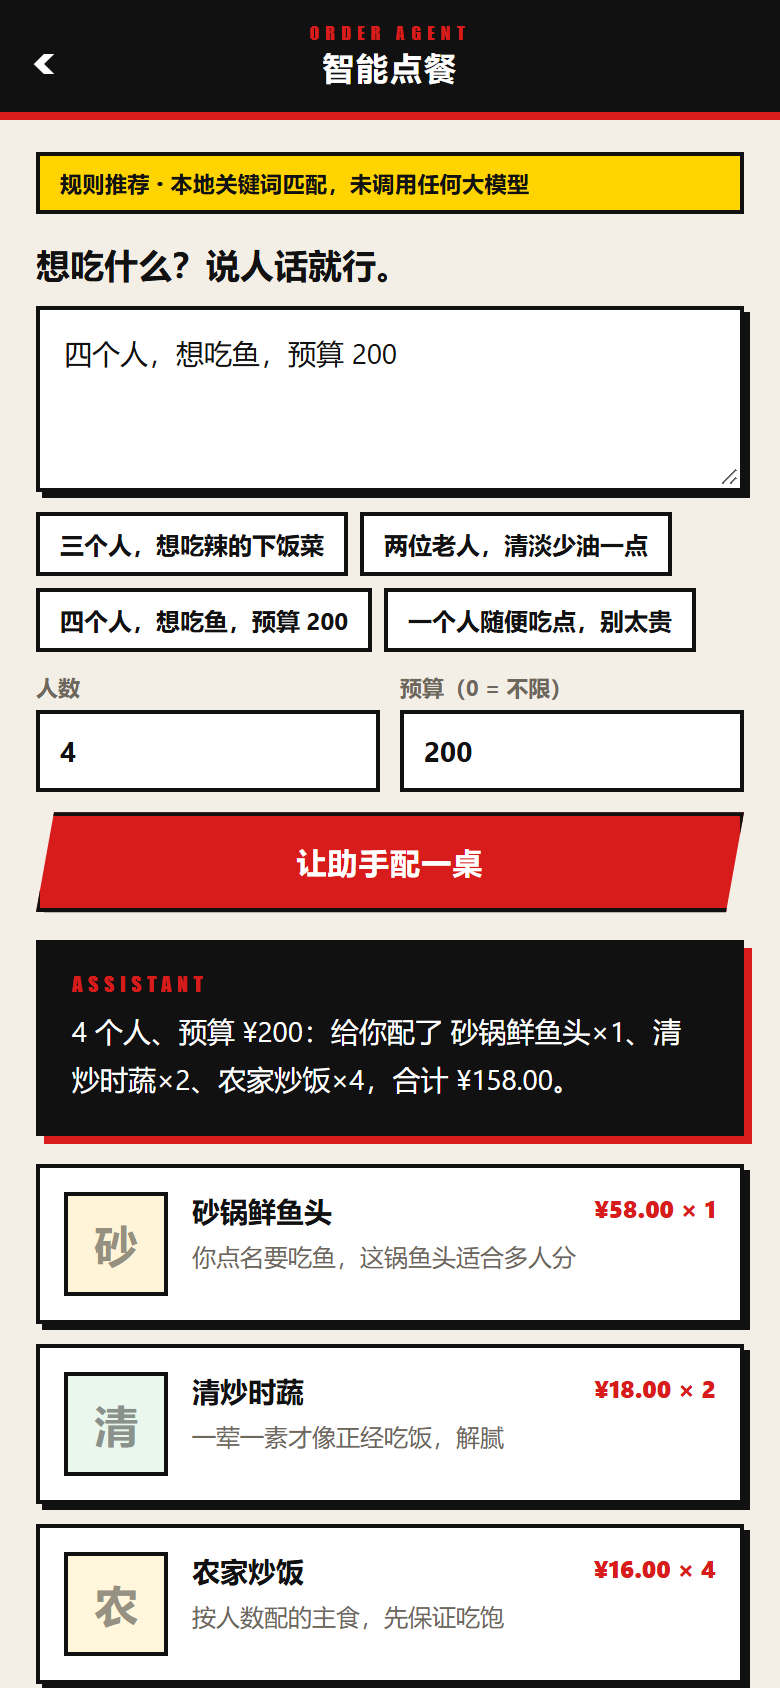 ORDER AGENT
智能点餐
规则推荐 · 本地关键词匹配，未调用任何大模型
想吃什么？说人话就行。
四个人，想吃鱼，预算 200
三个人，想吃辣的下饭菜
两位老人，清淡少油一点
四个人，想吃鱼，预算 200
一个人随便吃点，别太贵
人数
预算（0 = 不限）
4
200
让助手配一桌
ASSISTANT
4 个人、预算 ¥200：给你配了 砂锅鲜鱼头×1、清
炒时蔬×2、农家炒饭×4，合计 ¥158.00。
砂
砂锅鲜鱼头
¥58.00 × 1
你点名要吃鱼，这锅鱼头适合多人分
清
清炒时蔬
¥18.00 × 2
一荤一素才像正经吃饭，解腻
农
农家炒饭
¥16.00 × 4
按人数配的主食，先保证吃饱